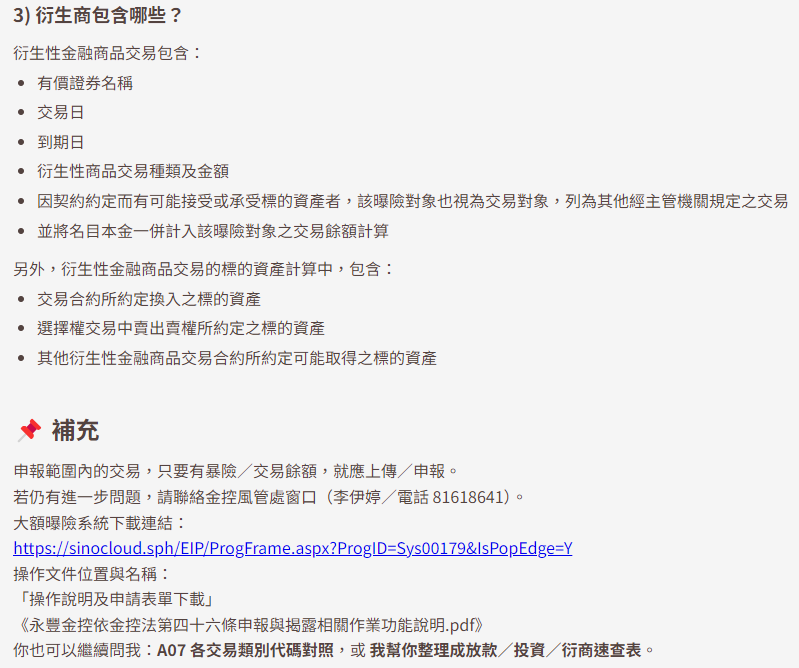 3) 衍生商包含哪些？
衍生性金融商品交易包含：
• 有價證券名稱
• 交易日
• 到期日
• 衍生性商品交易種類及金額
• 因契約約定而有可能接受或承受標的資產者，該曝險對象也視為交易對象，列為其他經主管機關規定之交易
• 並將名目本金一併計入該曝險對象之交易餘額計算
另外，衍生性金融商品交易的標的資產計算中，包含：
• 交易合約所約定換入之標的資產
• 選擇權交易中賣出賣權所約定之標的資產
• 其他衍生性金融商品交易合約所約定可能取得之標的資產
📌 補充
申報範圍內的交易，只要有暴險／交易餘額，就應上傳／申報。
若仍有進一步問題，請聯絡金控風管處窗口（李伊婷／電話 81618641）。
大額曝險系統下載連結：
https://sinocloud.sph/EIP/ProgFrame.aspx?ProgID=Sys00179&IsPopEdge=Y
操作文件位置與名稱：
「操作說明及申請表單下載」
《永豐金控依金控法第四十六條申報與揭露相關作業功能說明.pdf》
你也可以繼續問我：A07 各交易類別代碼對照，或 我幫你整理成放款／投資／衍商速查表。